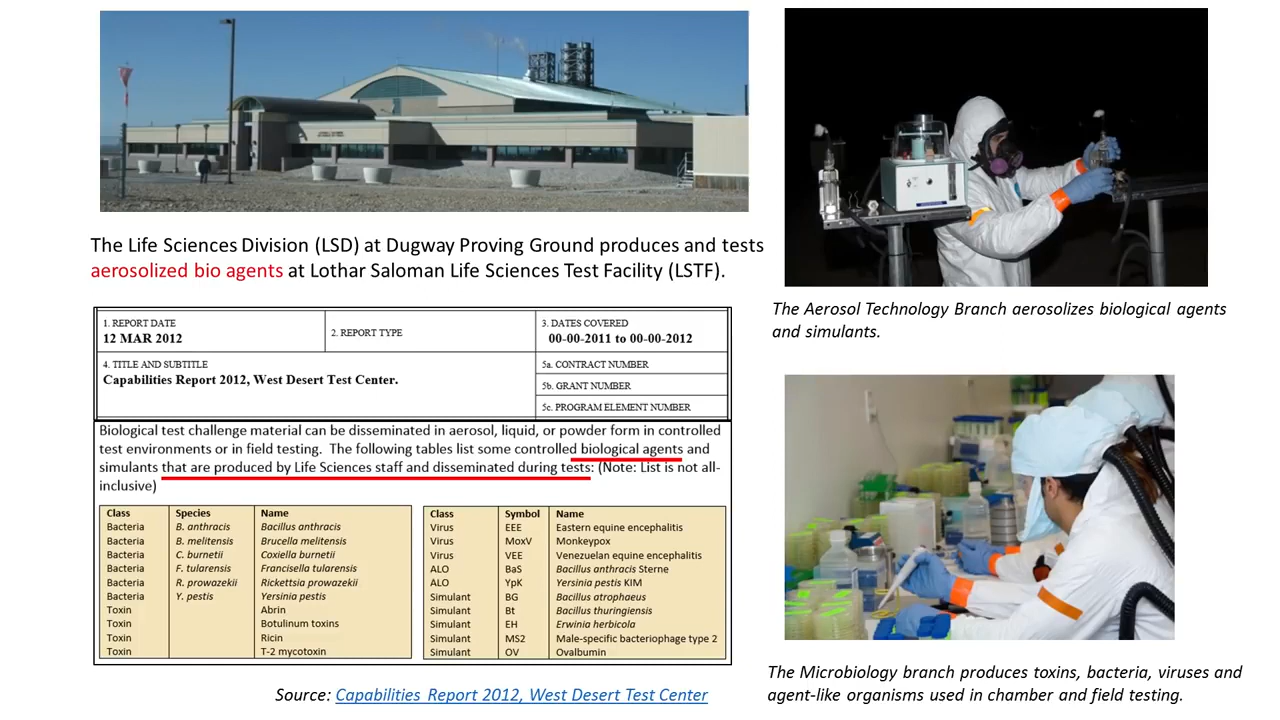 The Life Sciences Division (LSD) at Dugway Proving Ground produces and tests
aerosolized bio agents at Lothar Saloman Life Sciences Test Facility (LSTF).
The Aerosol Technology Branch aerosolizes biological agents
and simulants.
1. REPORT DATE
12 MAR 2012
2. REPORT TYPE
3. DATES COVERED
00-00-2011 to 00-00-2012
4. TITLE AND SUBTITLE
Capabilities Report 2012, West Desert Test Center.
5a. CONTRACT NUMBER
5b. GRANT NUMBER
5c. PROGRAM ELEMENT NUMBER
Biological test challenge material can be disseminated in aerosol, liquid, or powder form in controlled
test environments or in field testing. The following tables list some controlled biological agents and
simulants that are produced by Life Sciences staff and disseminated during tests: (Note: List is not all-
inclusive)
Class Species Name
Bacteria B. anthracis Bacillus anthracis
Bacteria B. melitensis Brucella melitensis
Bacteria C. burnetii Coxiella burnetii
Bacteria F. tularensis Francisella tularensis
Bacteria R. prowazekii Rickettsia prowazekii
Bacteria Y. pestis Yersinia pestis
Toxin Abrin
Toxin Botulinum toxins
Toxin Ricin
Toxin T-2 mycotoxin
Class Symbol Name
Virus EEE Eastern equine encephalitis
Virus MoxV Monkeypox
Virus VEE Venezuelan equine encephalitis
ALO BaS Bacillus anthracis Sterne
ALO YpK Yersinia pestis KIM
Simulant BG Bacillus atrophaeus
Simulant Bt Bacillus thuringiensis
Simulant EH Erwinia herbicola
Simulant MS2 Male-specific bacteriophage type 2
Simulant OV Ovalbumin
Source: Capabilities Report 2012, West Desert Test Center
The Microbiology branch produces toxins, bacteria, viruses and
agent-like organisms used in chamber and field testing.